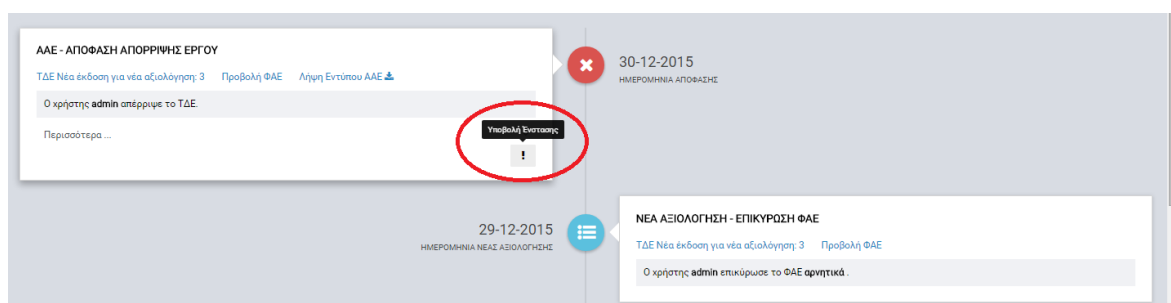 ΑΑΕ - ΑΠΟΦΑΣΗ ΑΠΟΡΡΙΨΗΣ ΕΡΓΟΥ
ΤΔΕ Νέα έκδοση για νέα αξιολόγηση: 3 Προβολή ΦΑΕ Λήψη Εντύπου ΑΑΕ
Ο χρήστης admin απέρριψε το ΤΔΕ.
Περισσότερα ...
Υποβολή Ένστασης
!
30-12-2015
ΗΜΕΡΟΜΗΝΙΑ ΑΠΟΦΑΣΗΣ
29-12-2015
ΗΜΕΡΟΜΗΝΙΑ ΝΕΑΣ ΑΞΙΟΛΟΓΗΣΗΣ
ΝΕΑ ΑΞΙΟΛΟΓΗΣΗ - ΕΠΙΚΥΡΩΣΗ ΦΑΕ
ΤΔΕ Νέα έκδοση για νέα αξιολόγηση: 3 Προβολή ΦΑΕ
Ο χρήστης admin επικύρωσε το ΦΑΕ αρνητικά .